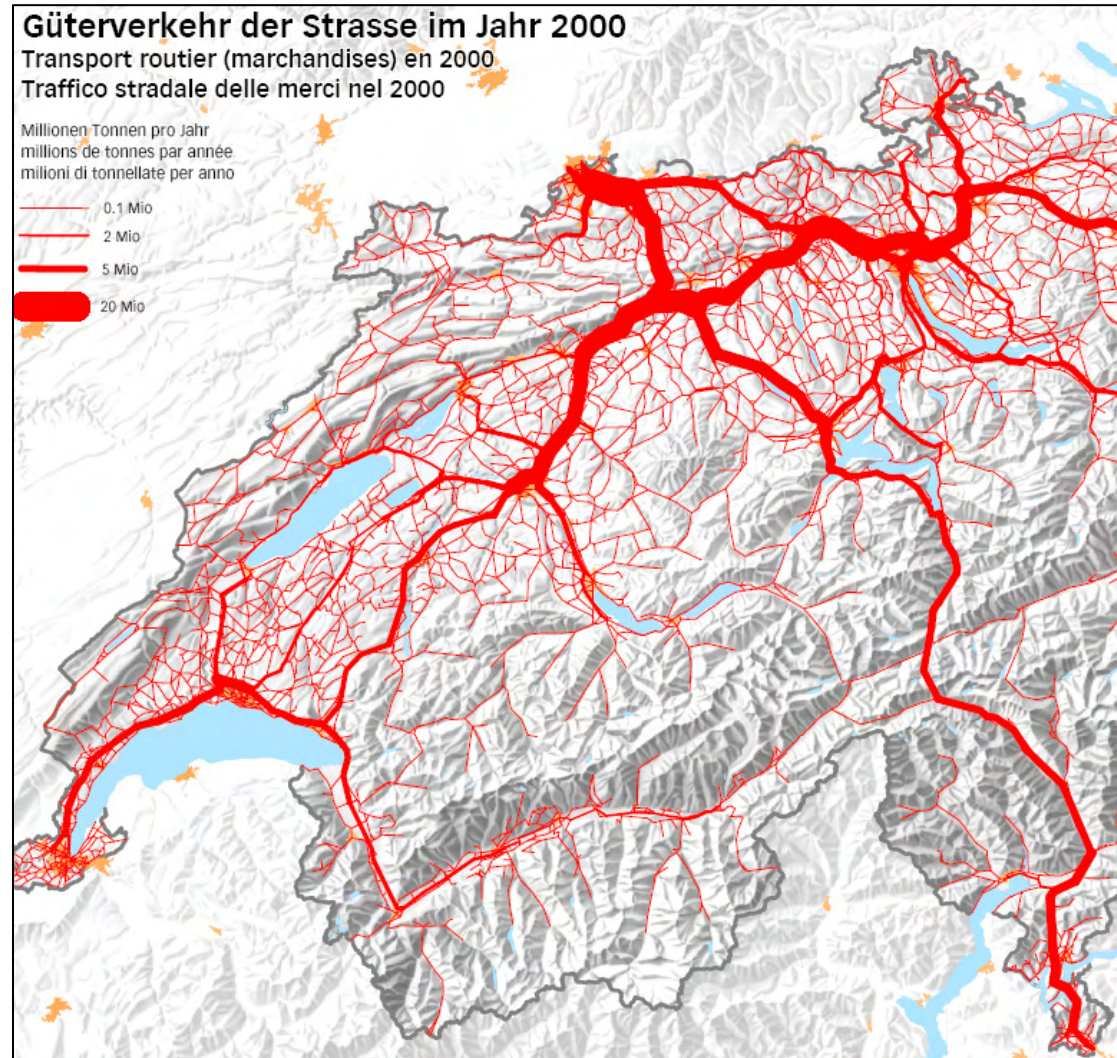 Güterverkehr der Strasse im Jahr 2000
Transport routier (marchandises) en 2000
Traffico stradale delle merci nel 2000
Millionen Tonnen pro Jahr
millions de tonnes par année
milioni di tonnellate per anno
0.1 Mio
2 Mio
5 Mio
20 Mio